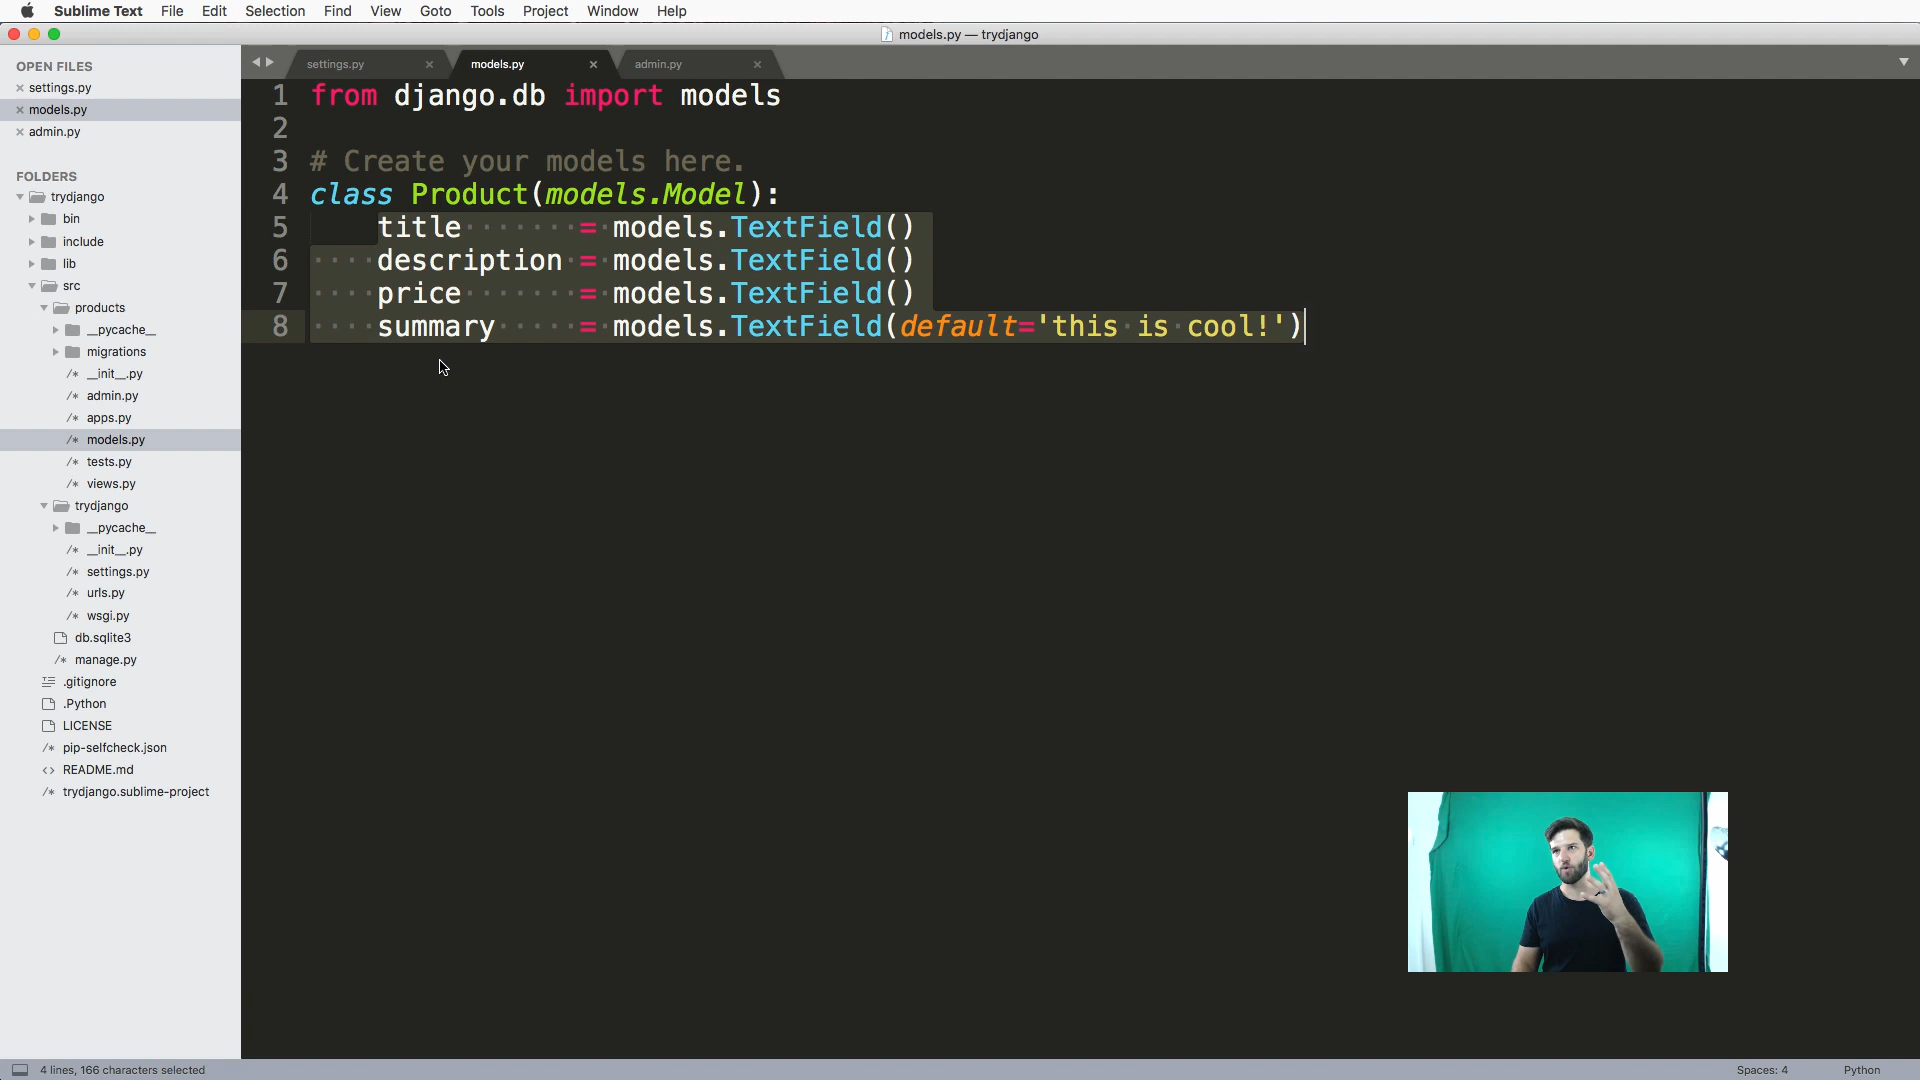 Sublime Text File Edit Selection Find View Goto Tools Project Window Help
models.py — trydjango
OPEN FILES
settings.py
models.py
admin.py
FOLDERS
trydjango
bin
include
lib
src
products
__pycache__
migrations
__init__.py
admin.py
apps.py
models.py
tests.py
views.py
trydjango
__pycache__
__init__.py
settings.py
urls.py
wsgi.py
db.sqlite3
manage.py
.gitignore
.Python
LICENSE
pip-selfcheck.json
README.md
trydjango.sublime-project
settings.py models.py admin.py
1 from django.db import models
2
3 # Create your models here.
4 class Product(models.Model):
5 title = models.TextField()
6 description = models.TextField()
7 price = models.TextField()
8 summary = models.TextField(default='this is cool!')
4 lines, 166 characters selected
Spaces: 4 Python